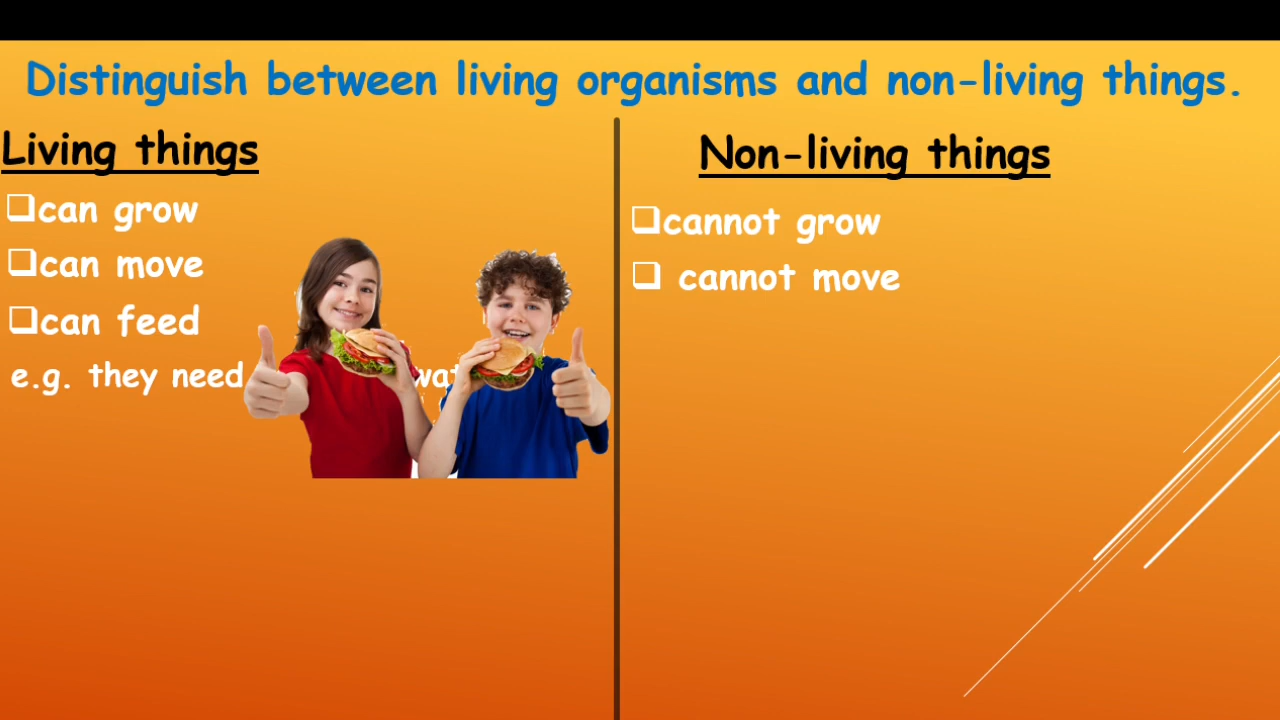 Distinguish between living organisms and non-living things.
Living things
❑can grow
❑can move
❑can feed
e.g. they need
Non-living things
❑cannot grow
❑ cannot move